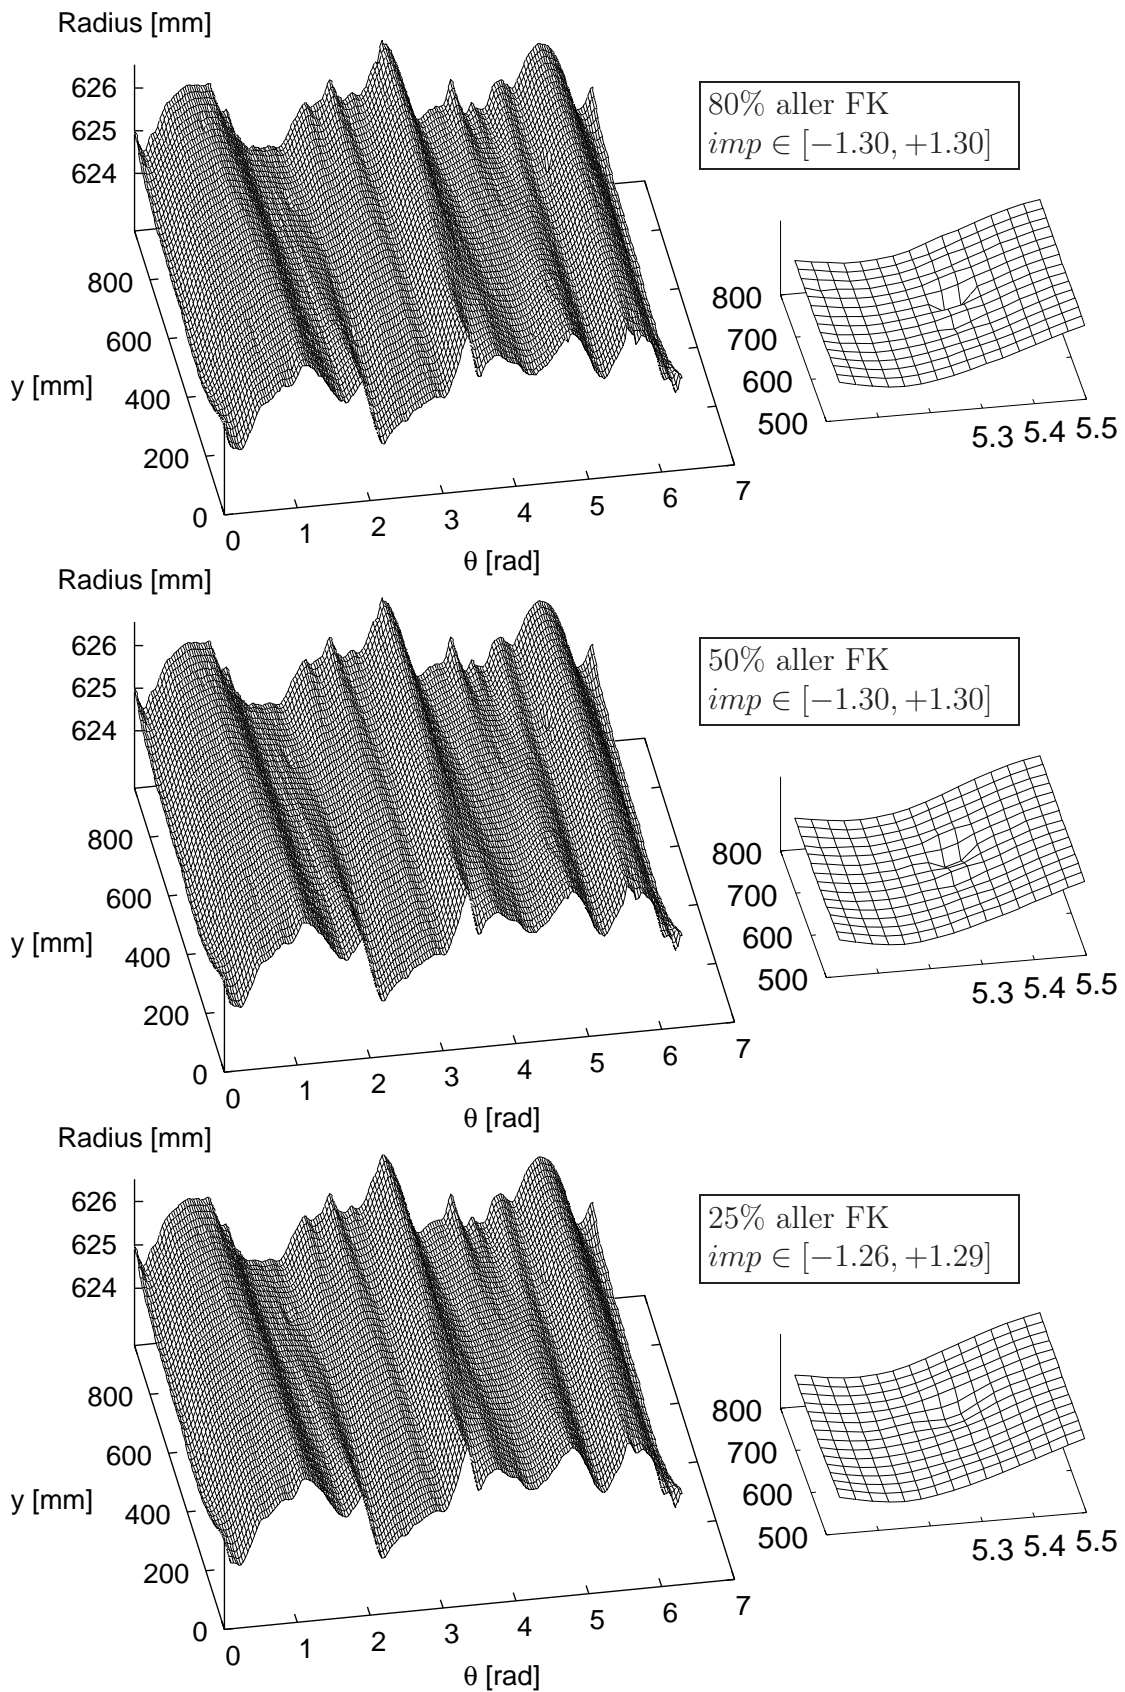 Radius [mm]
626
625
624
800
600
400
200
0
y [mm]
0 1 2 3 4 5 6 7
θ [rad]
80% aller FK
imp ∈ [−1.30, +1.30]
800
700
600
500
5.3 5.4 5.5
Radius [mm]
626
625
624
800
600
400
200
0
y [mm]
0 1 2 3 4 5 6 7
θ [rad]
50% aller FK
imp ∈ [−1.30, +1.30]
800
700
600
500
5.3 5.4 5.5
Radius [mm]
626
625
624
800
600
400
200
0
y [mm]
0 1 2 3 4 5 6 7
θ [rad]
25% aller FK
imp ∈ [−1.26, +1.29]
800
700
600
500
5.3 5.4 5.5